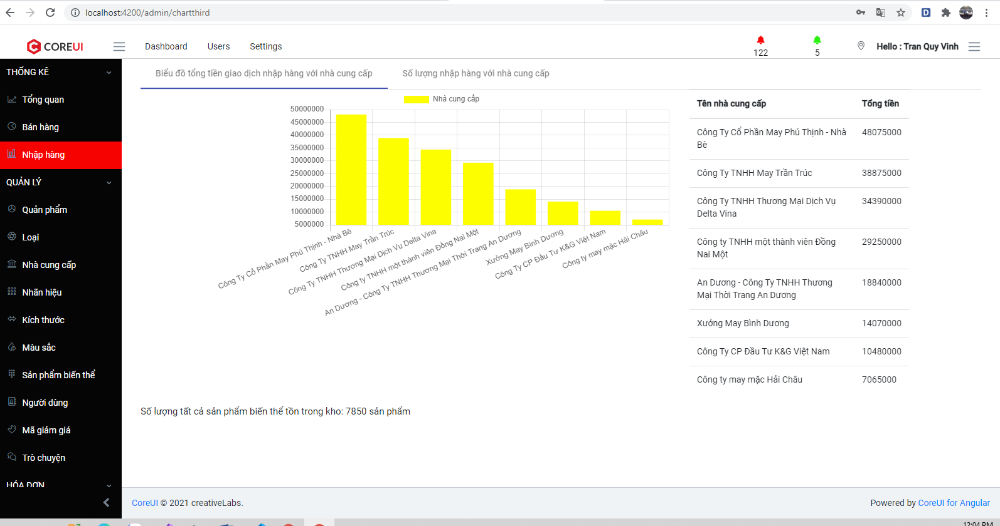 localhost:4200/admin/chartthird
COREUI
Dashboard
Users
Settings
122
5
Hello : Tran Quy Vinh
THỐNG KÊ
Tổng quan
Bán hàng
Nhập hàng
QUẢN LÝ
Quản phẩm
Loại
Nhà cung cấp
Nhãn hiệu
Kích thước
Màu sắc
Sản phẩm biến thể
Người dùng
Mã giảm giá
Trò chuyện
HÓA ĐƠN
Biểu đồ tổng tiền giao dịch nhập hàng với nhà cung cấp
Số lượng nhập hàng với nhà cung cấp
Nhà cung cấp
50000000
45000000
40000000
35000000
30000000
25000000
20000000
15000000
10000000
5000000
Công Ty Cổ Phần May Phú Thịnh - Nhà Bè
Công Ty TNHH May Trần Trúc
Công Ty TNHH Thương Mại Dịch Vụ Delta Vina
Công ty TNHH một thành viên Đồng Nai Một
An Dương - Công Ty TNHH Thương Mại Thời Trang An Dương
Xưởng May Bình Dương
Công Ty CP Đầu Tư K&G Việt Nam
Công ty may mặc Hải Châu
Tên nhà cung cấp Tổng tiền
Công Ty Cổ Phần May Phú Thịnh - Nhà 48075000
Bè
Công Ty TNHH May Trần Trúc 38875000
Công Ty TNHH Thương Mại Dịch Vụ 34390000
Delta Vina
Công ty TNHH một thành viên Đồng 29250000
Nai Một
An Dương - Công Ty TNHH Thương 18840000
Mại Thời Trang An Dương
Xưởng May Bình Dương 14070000
Công Ty CP Đầu Tư K&G Việt Nam 10480000
Công ty may mặc Hải Châu 7065000
Số lượng tất cả sản phẩm biến thể tồn trong kho: 7850 sản phẩm
CoreUI © 2021 creativeLabs.
Powered by CoreUI for Angular
12:04 PM